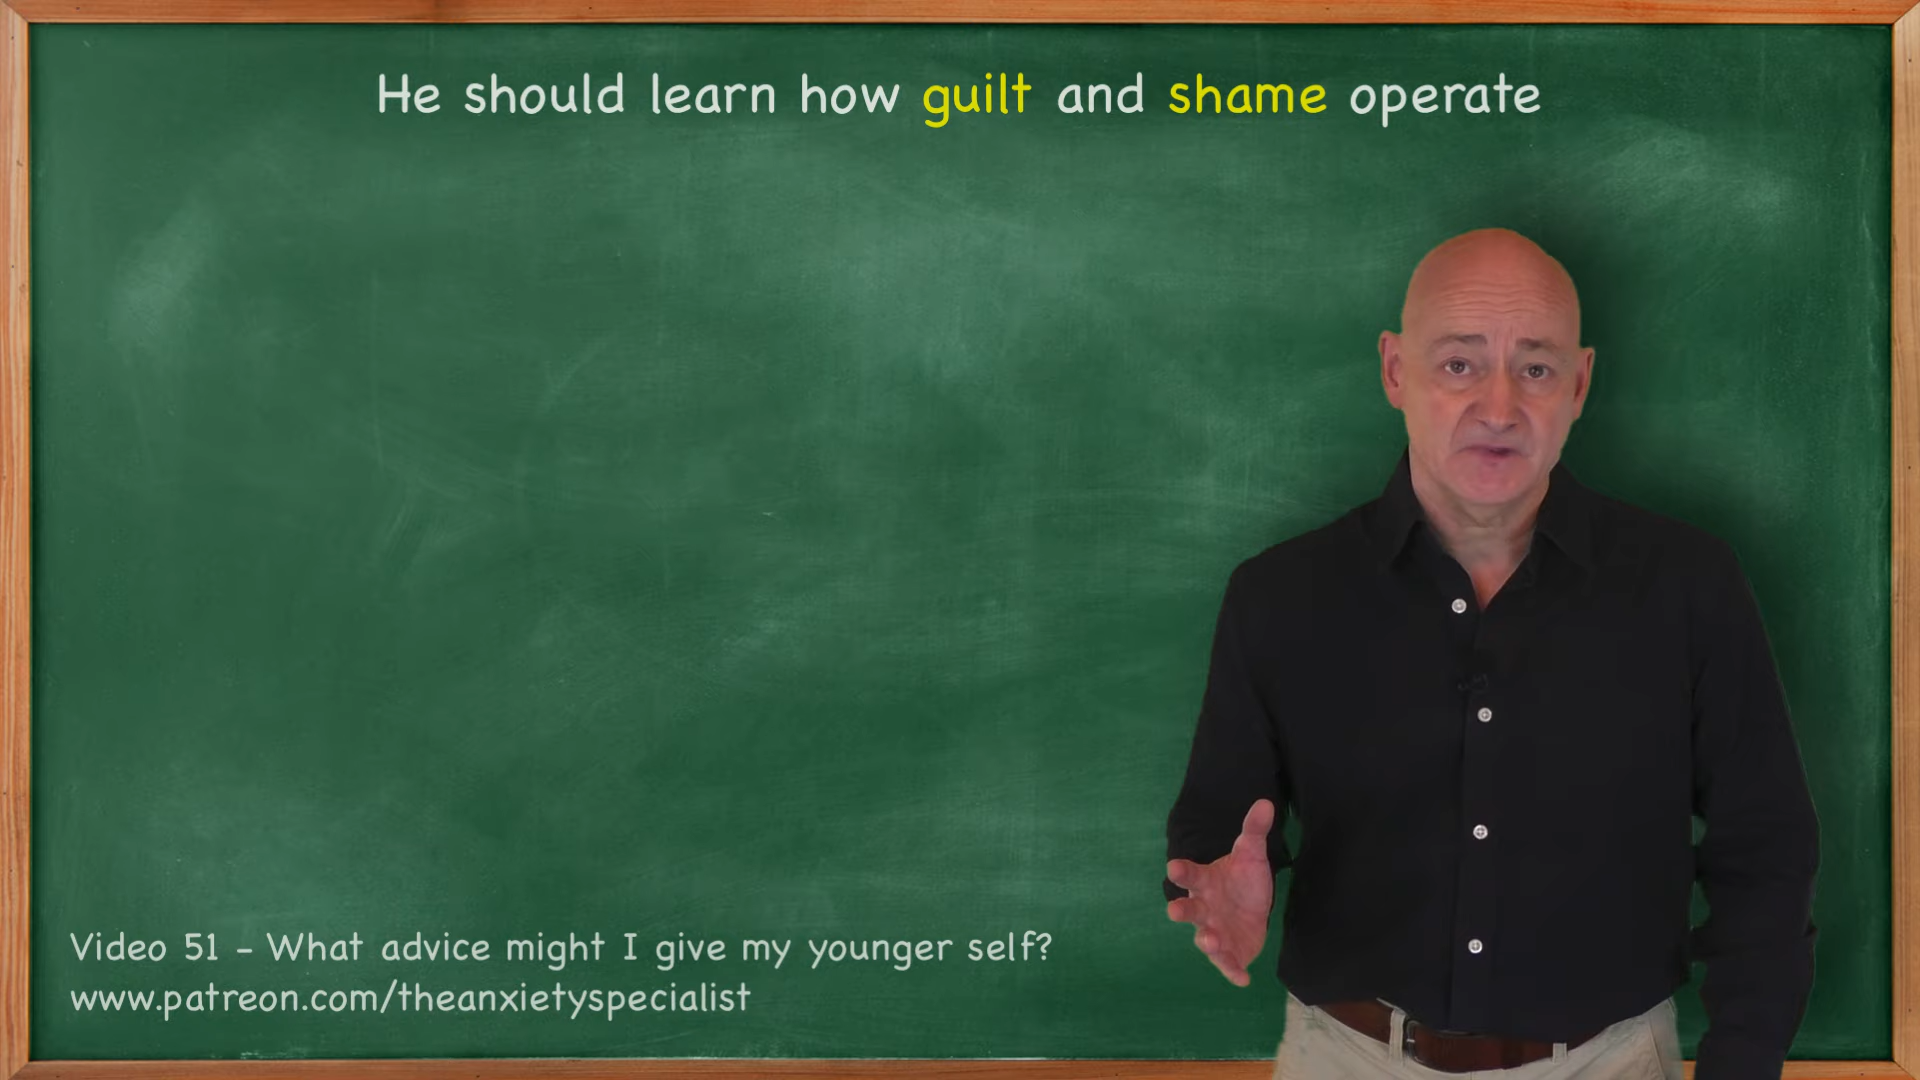 He should learn how guilt and shame operate
Video 51 - What advice might I give my younger self?
www.patreon.com/theanxietyspecialist